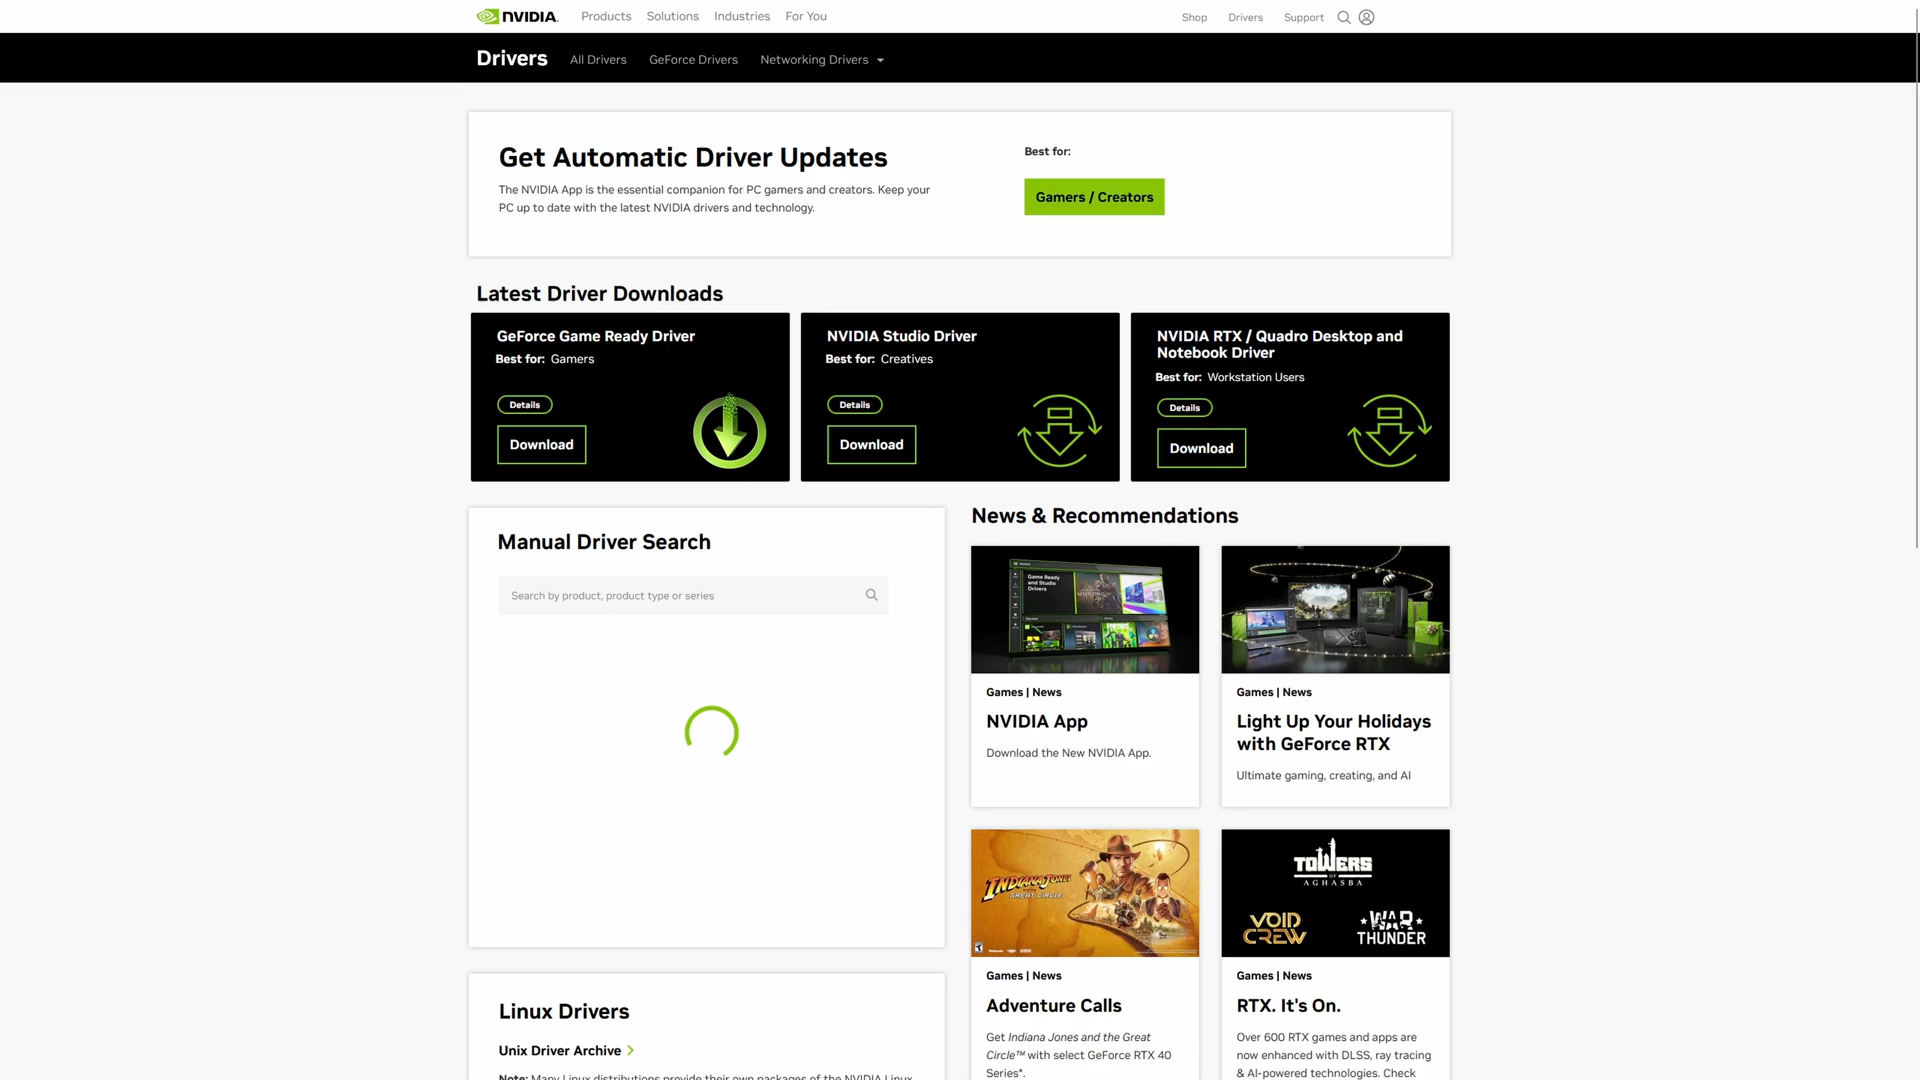 NVIDIA.
Products
Solutions
Industries
For You
Shop
Drivers
Support
Drivers
All Drivers
GeForce Drivers
Networking Drivers
Get Automatic Driver Updates
The NVIDIA App is the essential companion for PC gamers and creators. Keep your
PC up to date with the latest NVIDIA drivers and technology.
Best for:
Gamers / Creators
Latest Driver Downloads
GeForce Game Ready Driver
Best for: Gamers
Details
Download
NVIDIA Studio Driver
Best for: Creatives
Details
Download
NVIDIA RTX / Quadro Desktop and
Notebook Driver
Best for: Workstation Users
Details
Download
Manual Driver Search
Search by product, product type or series
Linux Drivers
Unix Driver Archive
Note: Many Linux distributions provide their own packages of the NVIDIA Linux
News & Recommendations
Game Ready
and Studio
Drivers
Games | News
NVIDIA App
Download the New NVIDIA App.
Games | News
Light Up Your Holidays
with GeForce RTX
Ultimate gaming, creating, and AI
INDIANA JONES
GREAT CIRCLE
Games | News
Adventure Calls
Get Indiana Jones and the Great
Circle™ with select GeForce RTX 40
Series*.
TOWERS
OF
AGHASBA
VOID
CREW
WAR
THUNDER
Games | News
RTX. It's On.
Over 600 RTX games and apps are
now enhanced with DLSS, ray tracing
& AI-powered technologies. Check